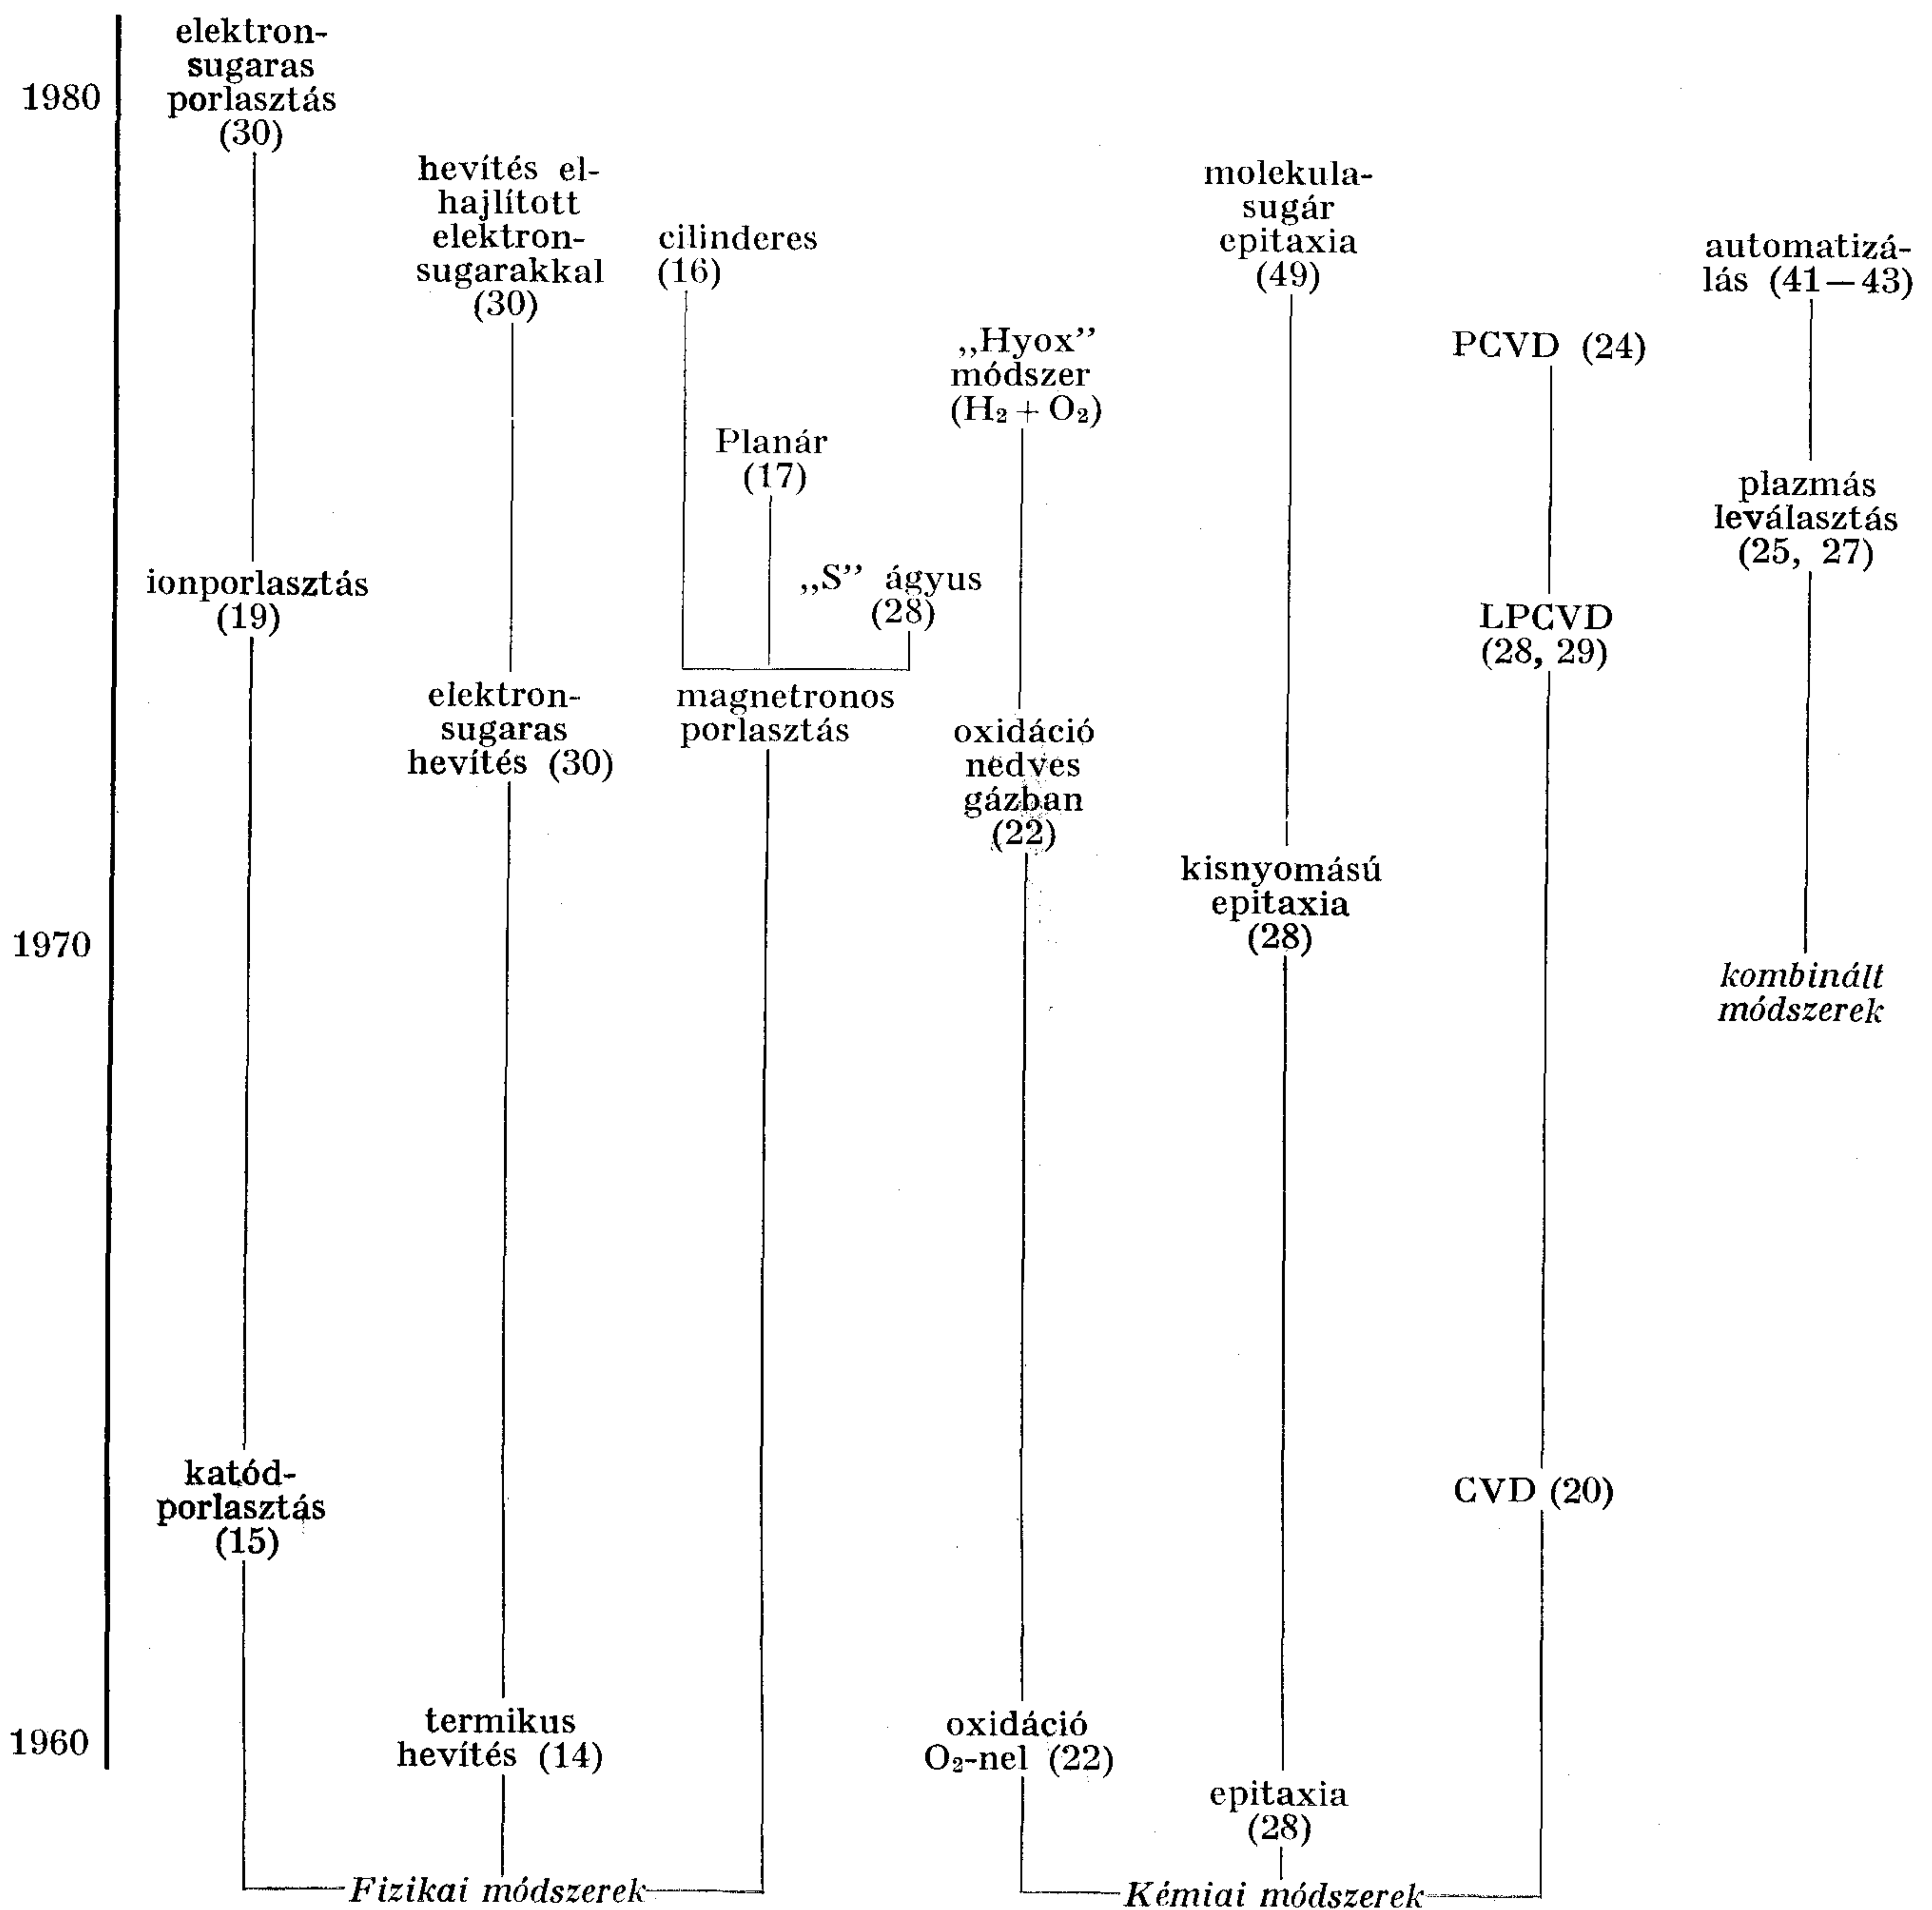 1980
1970
1960
elektron-
sugaras
porlasztás
(30)
ionporlasztás
(19)
katód-
porlasztás
(15)
hevítés el-
hajlított
elektron-
sugarakkal
(30)
elektron-
sugaras
hevítés (30)
termikus
hevítés (14)
cilinderes
(16)
Planár
(17)
„S” ágyus
(28)
magnetronos
porlasztás
Fizikai módszerek
„Hyox”
módszer
(H₂ + O₂)
oxidáció
nedves
gázban
(22)
oxidáció
O₂-nel (22)
molekula-
sugár
epitaxia
(49)
kisnyomású
epitaxia
(28)
epitaxia
(28)
PCVD (24)
LPCVD
(28, 29)
CVD (20)
Kémiai módszerek
automatizá-
lás (41—43)
plazmás
leválasztás
(25, 27)
kombinált
módszerek